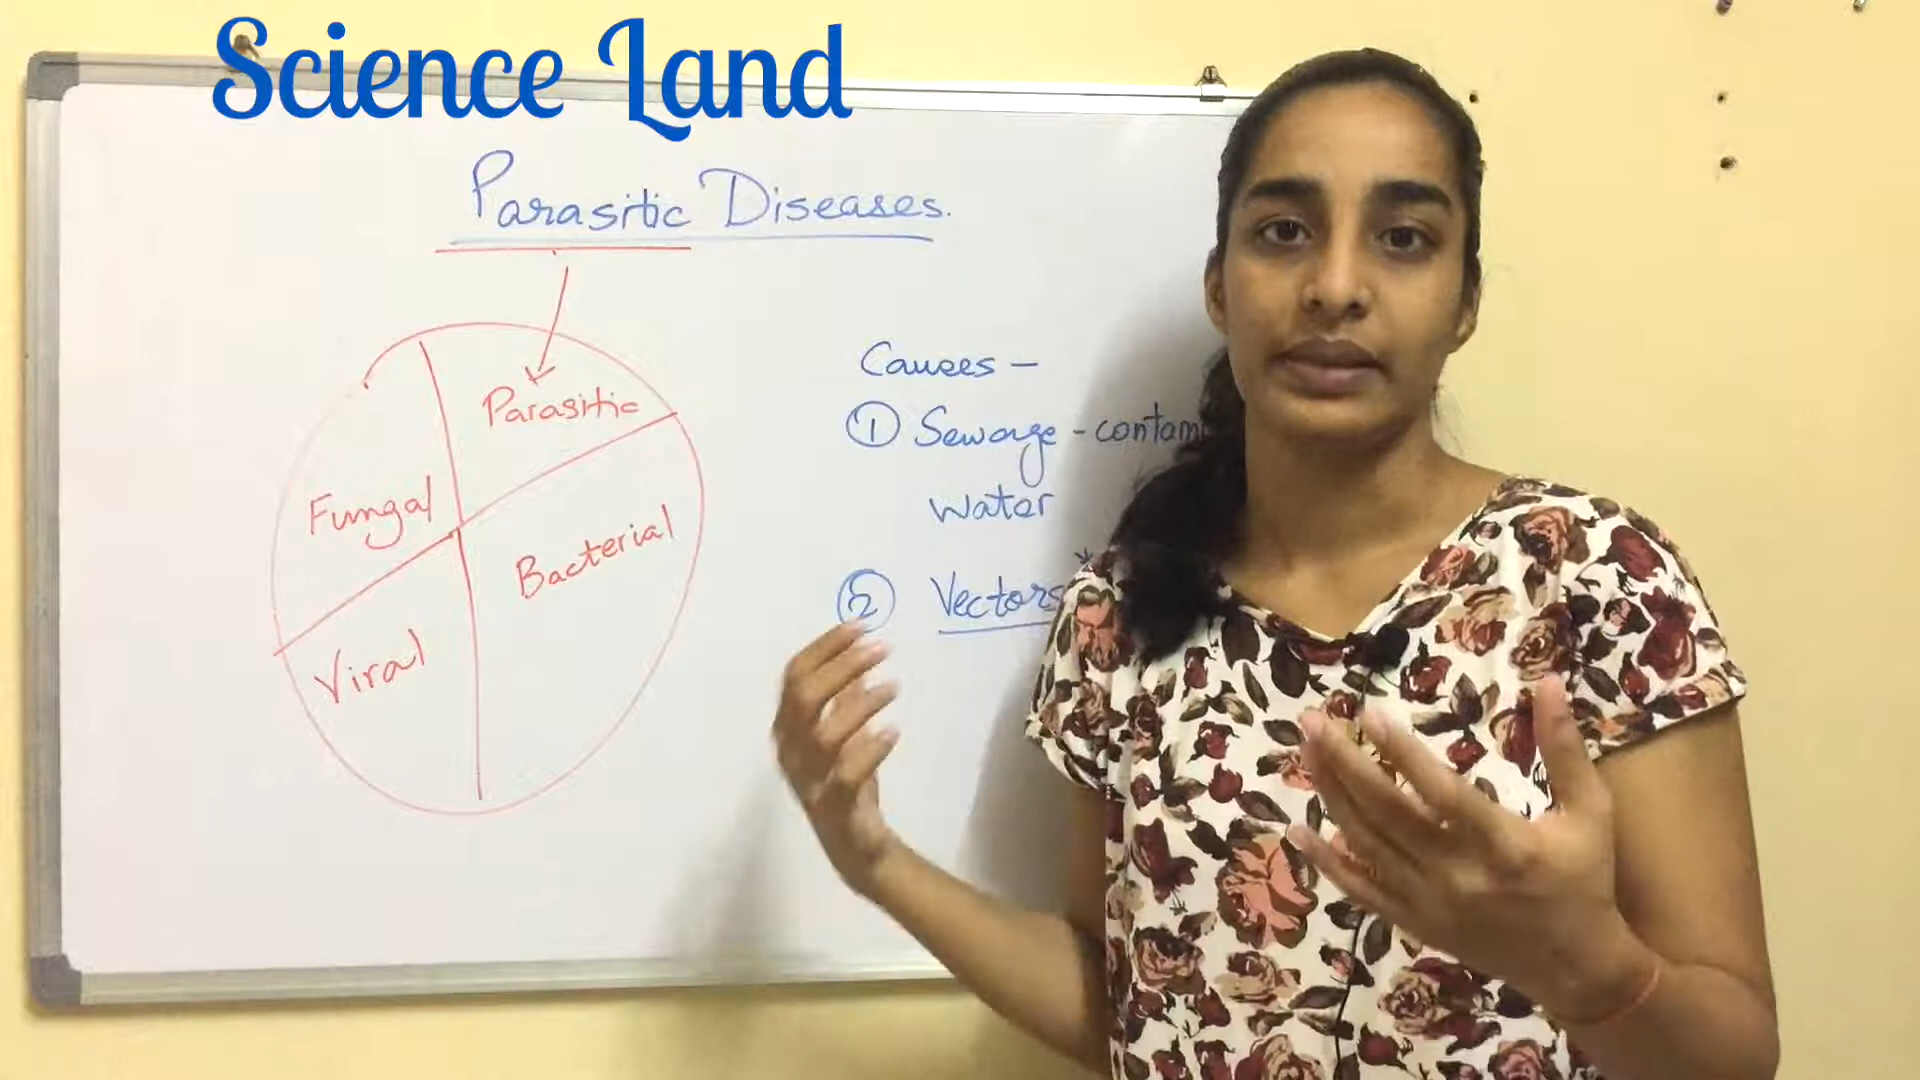 Science Land
Parasitic Diseases.
Parasitic
Fungal
Bacterial
Viral
Causes -
① Sewage - contam
Water
② Vectors *